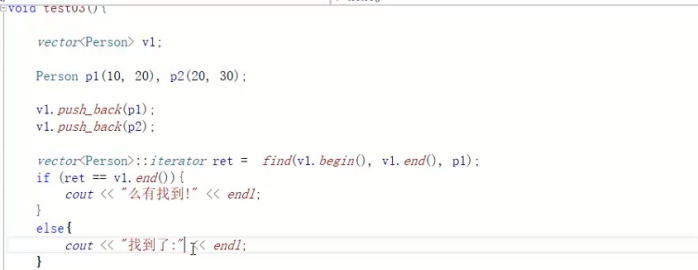 void test03(){
vector<Person> v1;
Person p1(10, 20), p2(20, 30);
v1.push_back(p1);
v1.push_back(p2);
vector<Person>::iterator ret =  find(v1.begin(), v1.end(), p1);
if (ret == v1.end()){
cout << "么有找到!" << endl;
}
else{
cout << "找到了:" << endl;
}